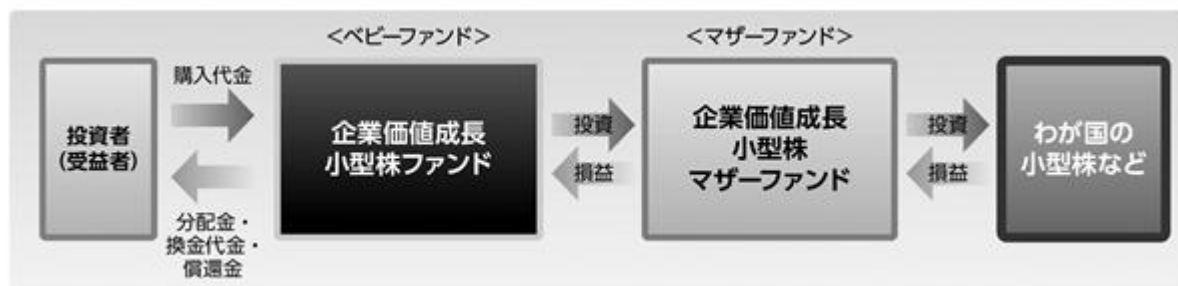 <ベビーファンド>
<マザーファンド>
投資者
(受益者)
購入代金
分配金・
換金代金・
償還金
企業価値成長
小型株ファンド
投資
損益
企業価値成長
小型株
マザーファンド
投資
損益
わが国の
小型株など